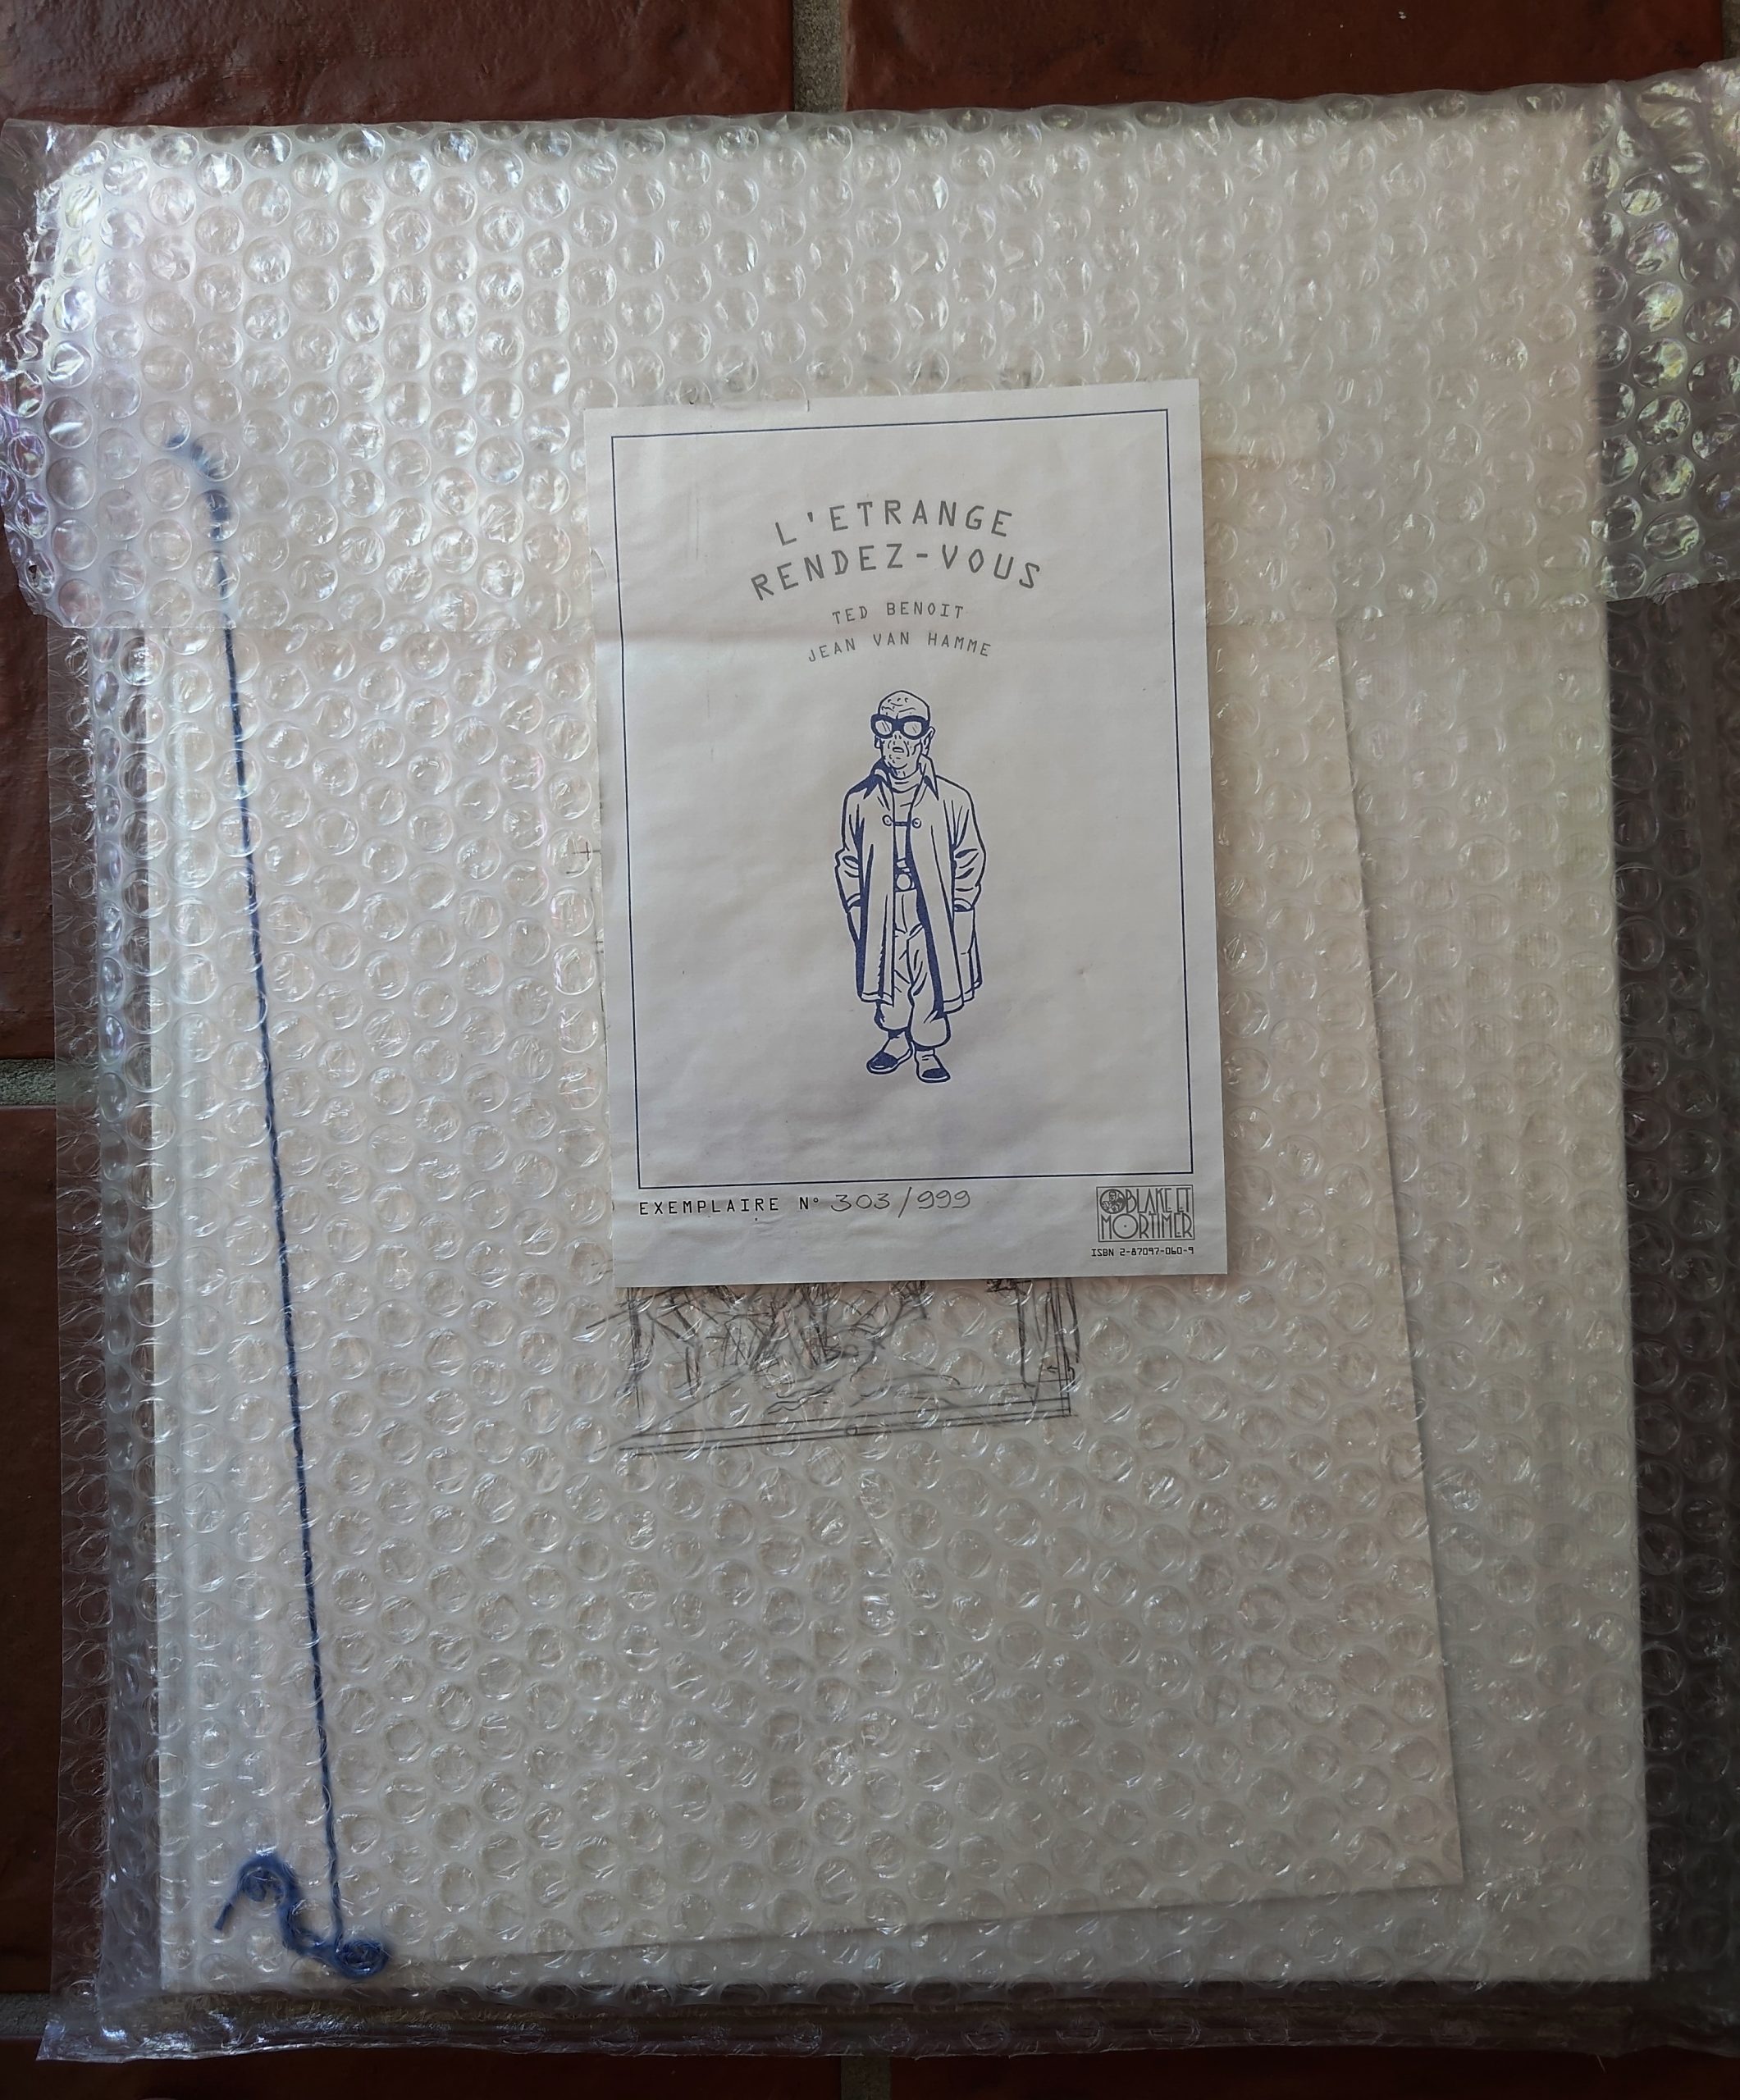 L'ETRANGE
RENDEZ-VOUS
TED BENOIT
JEAN VAN HAMME
EXEMPLAIRE N° 303/999
BLAKE ET
MORTIMER
ISBN 2-87097-060-9